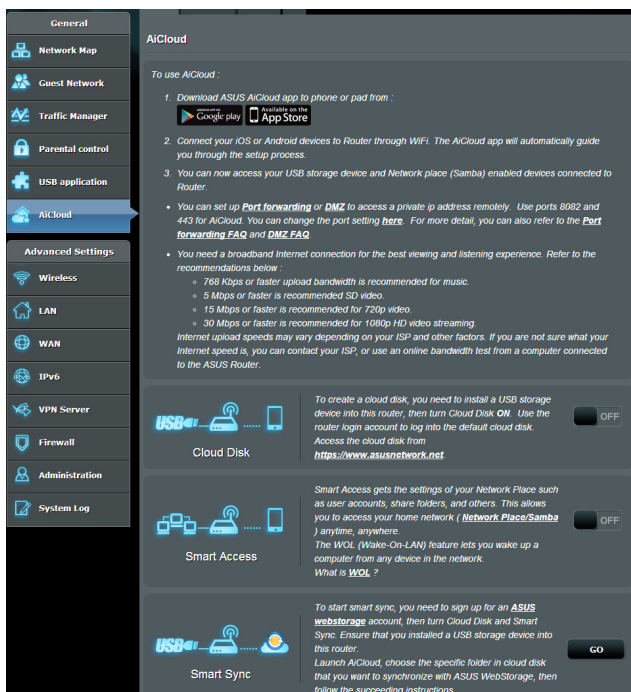 General
Network Map
Guest Network
Traffic Manager
Parental control
USB application
AiCloud
Advanced Settings
Wireless
LAN
WAN
IPv6
VPN Server
Firewall
Administration
System Log
AiCloud
To use AiCloud :
1. Download ASUS AiCloud app to phone or pad from :
ANDROID APP ON
Google play
Available on the
App Store
2. Connect your iOS or Android devices to Router through WiFi. The AiCloud app will automatically guide
you through the setup process.
3. You can now access your USB storage device and Network place (Samba) enabled devices connected to
Router.
• You can set up Port forwarding or DMZ to access a private ip address remotely. Use ports 8082 and
443 for AiCloud. You can change the port setting here. For more detail, you can also refer to the Port
forwarding FAQ and DMZ FAQ.
• You need a broadband Internet connection for the best viewing and listening experience. Refer to the
recommendations below :
◦ 768 Kbps or faster upload bandwidth is recommended for music.
◦ 5 Mbps or faster is recommended SD video.
◦ 15 Mbps or faster is recommended for 720p video.
◦ 30 Mbps or faster is recommended for 1080p HD video streaming.
Internet upload speeds may vary depending on your ISP and other factors. If you are not sure what your
Internet speed is, you can contact your ISP, or use an online bandwidth test from a computer connected
to the ASUS Router.
USB
Cloud Disk
To create a cloud disk, you need to install a USB storage
device into this router, then turn Cloud Disk ON. Use the
router login account to log into the default cloud disk.
Access the cloud disk from
https://www.asusnetwork.net.
OFF
Smart Access
Smart Access gets the settings of your Network Place such
as user accounts, share folders, and others. This allows
you to access your home network ( Network Place/Samba
) anytime, anywhere.
The WOL (Wake-On-LAN) feature lets you wake up a
computer from any device in the network.
What is WOL ?
OFF
USB
Smart Sync
To start smart sync, you need to sign up for an ASUS
webstorage account, then turn Cloud Disk and Smart
Sync. Ensure that you installed a USB storage device into
this router.
Launch AiCloud, choose the specific folder in cloud disk
that you want to synchronize with ASUS WebStorage, then
follow the succeeding instructions.
GO